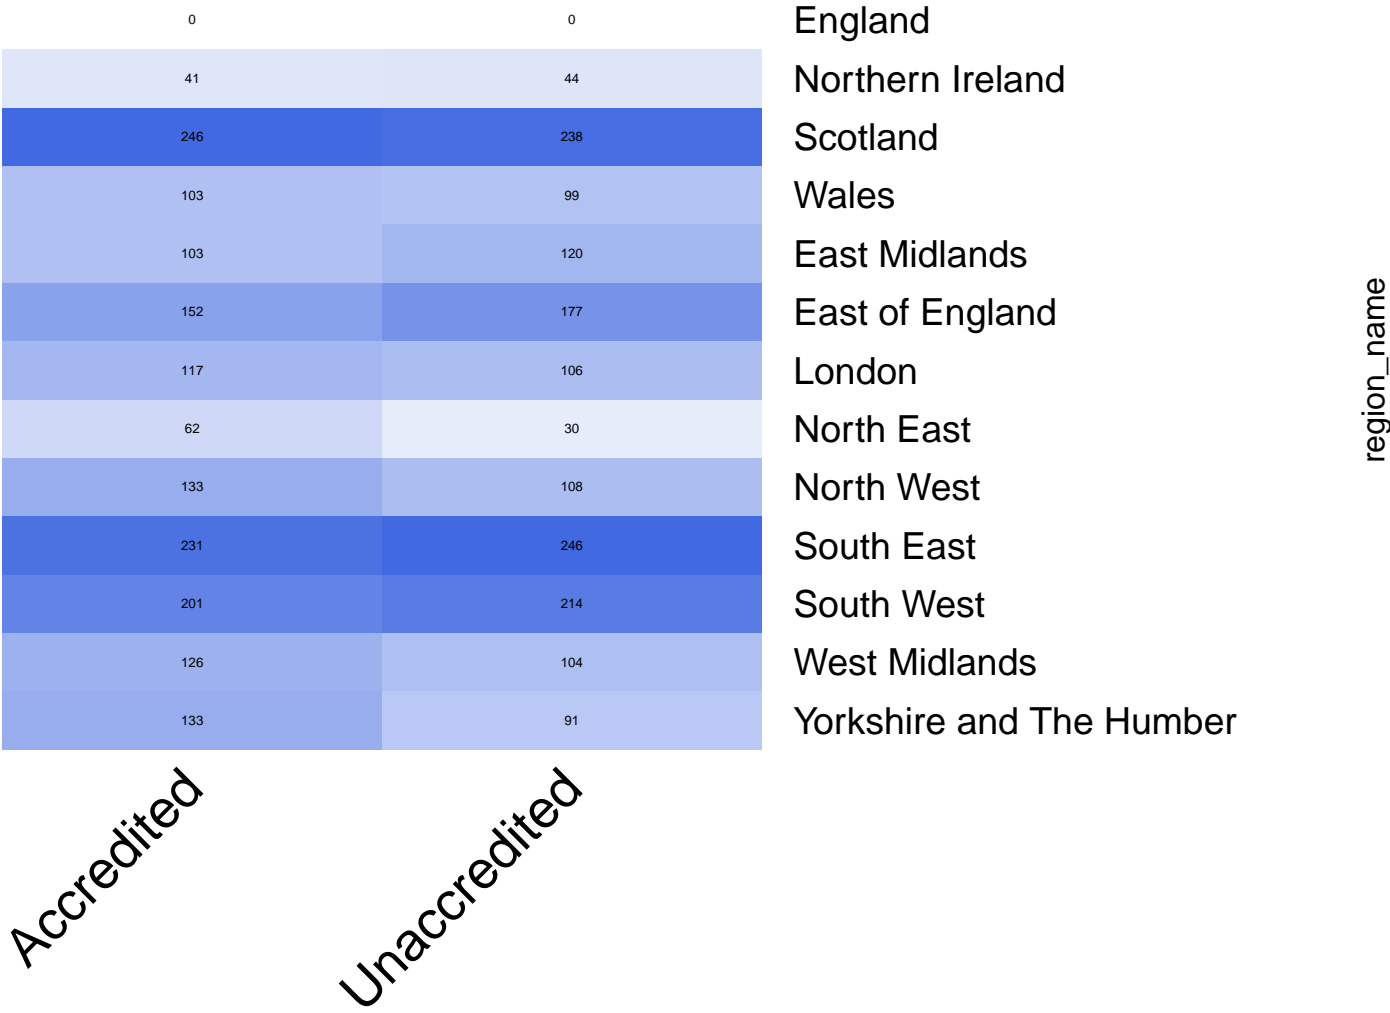 0 0 England
41 44 Northern Ireland
246 238 Scotland
103 99 Wales
103 120 East Midlands
152 177 East of England
117 106 London
62 30 North East
133 108 North West
231 246 South East
201 214 South West
126 104 West Midlands
133 91 Yorkshire and The Humber
region_name
Accredited
Unaccredited